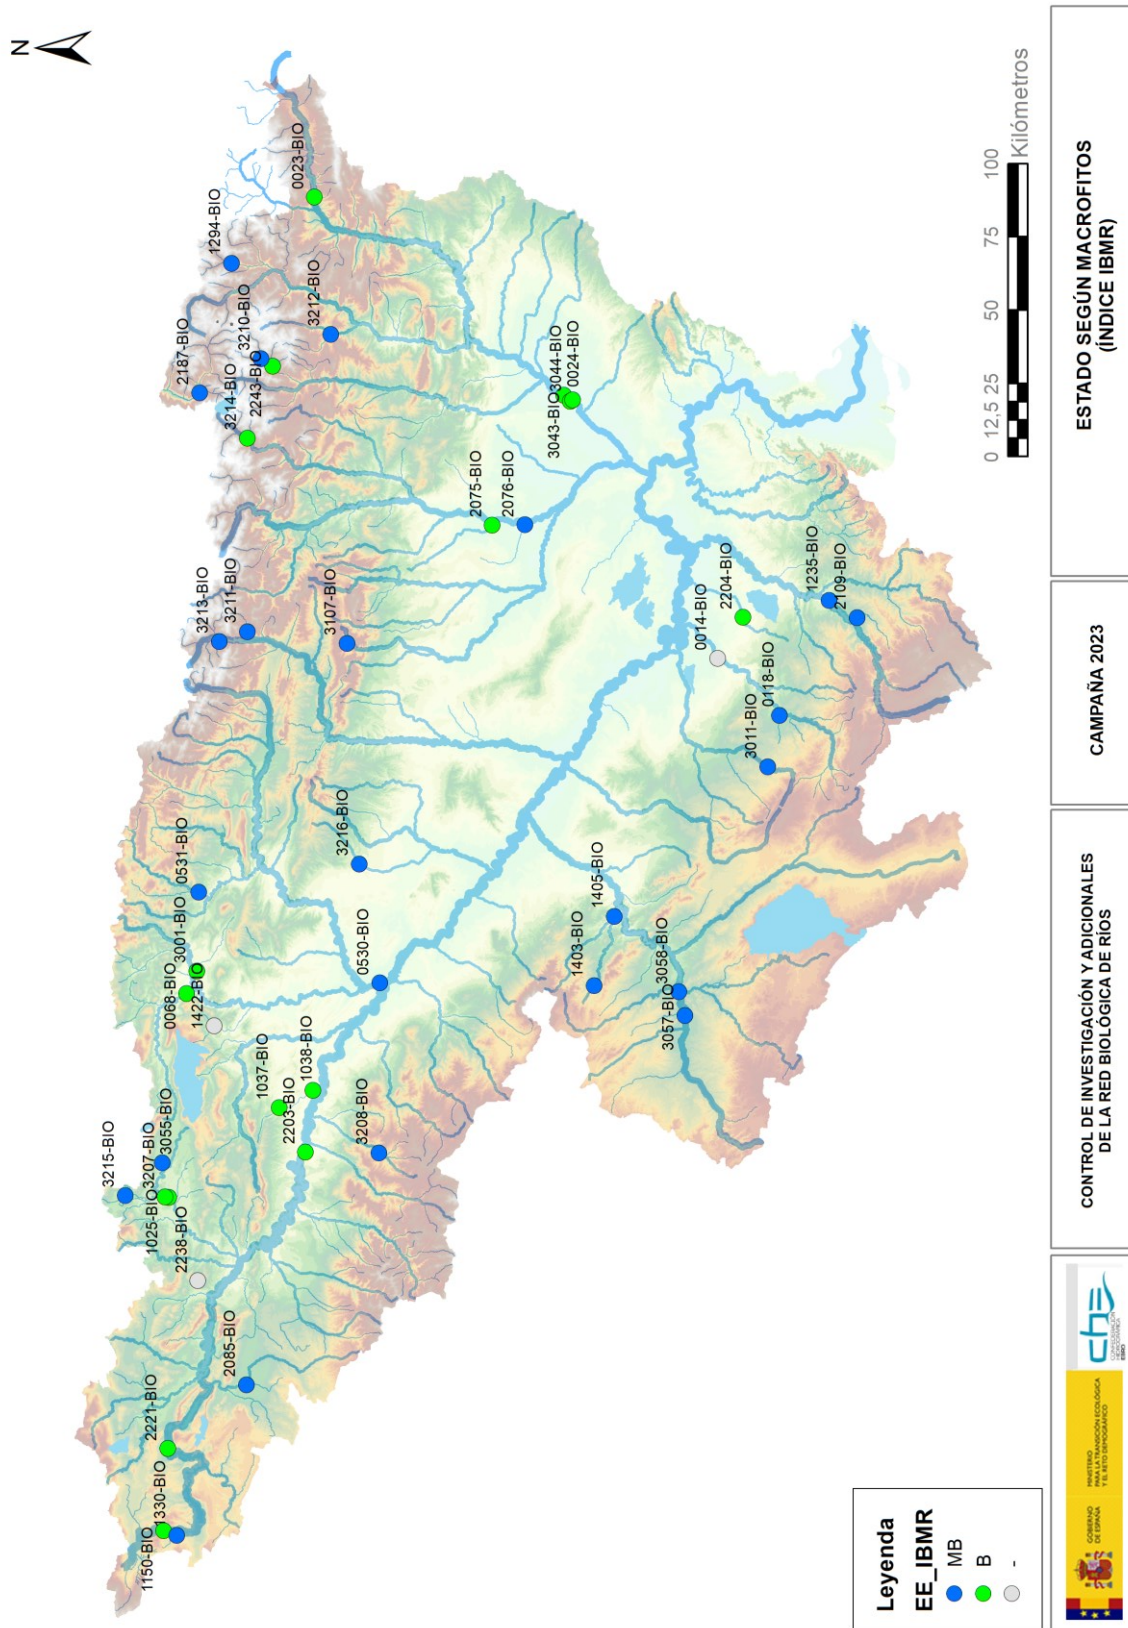 N
0023-BIO
1294-BIO
2187-BIO
3210-BIO
3212-BIO
2243-BIO
3214-BIO
3044-BIO
0024-BIO
3043-BIO
2075-BIO
2076-BIO
3213-BIO
3211-BIO
3107-BIO
2204-BIO
0014-BIO
1235-BIO
2109-BIO
0118-BIO
3011-BIO
3216-BIO
0531-BIO
3001-BIO
0068-BIO
1422-BIO
0530-BIO
1405-BIO
1403-BIO
3058-BIO
3057-BIO
1037-BIO
1038-BIO
2203-BIO
3208-BIO
3215-BIO
3207-BIO
3055-BIO
1025-BIO
2238-BIO
2085-BIO
2221-BIO
1330-BIO
1150-BIO
0 12,5 25 50 75 100
Kilómetros
Leyenda
EE_IBMR
MB
B
-
GOBIERNO
DE ESPAÑA
MINISTERIO
PARA LA TRANSICIÓN ECOLÓGICA
Y EL RETO DEMOGRÁFICO
che
CONFEDERACIÓN
HIDROGRÁFICA
EBRO
CONTROL DE INVESTIGACIÓN Y ADICIONALES
DE LA RED BIOLÓGICA DE RÍOS
CAMPAÑA 2023
ESTADO SEGÚN MACROFITOS
(ÍNDICE IBMR)